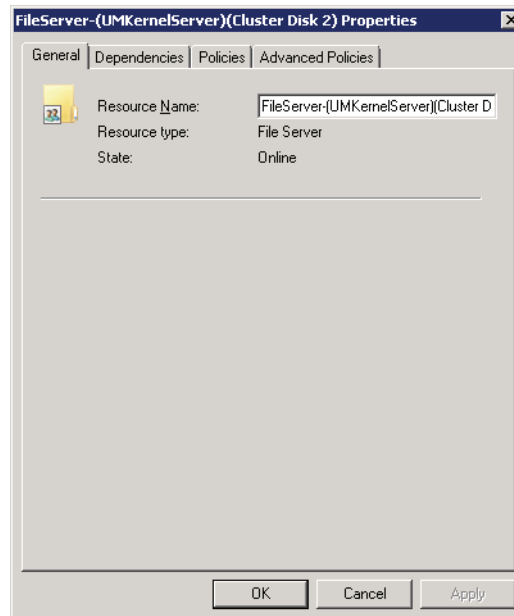 FileServer-(UMKernelServer)(Cluster Disk 2) Properties
General Dependencies Policies Advanced Policies
Resource Name: FileServer-(UMKernelServer)(Cluster D
Resource type: File Server
State: Online
OK Cancel Apply